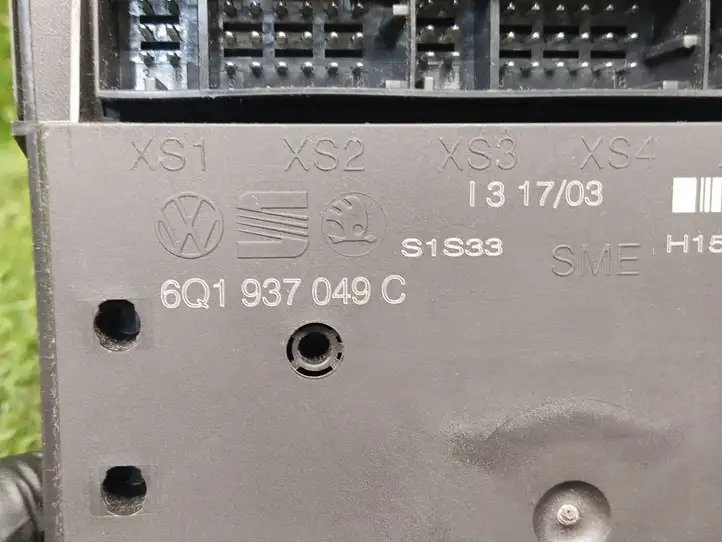 XS1 XS2 XS3 XS4
I 3 17/03
S1S33 SME H15
6Q1 937 049 C